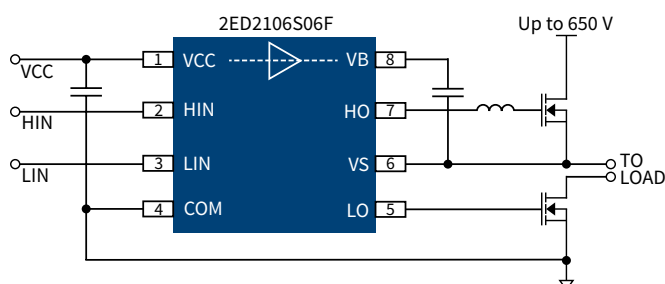 2ED2106S06F
Up to 650 V
VCC
1
VCC
VB
8
HIN
2
HIN
HO
7
LIN
3
LIN
VS
6
TO
LOAD
4
COM
LO
5